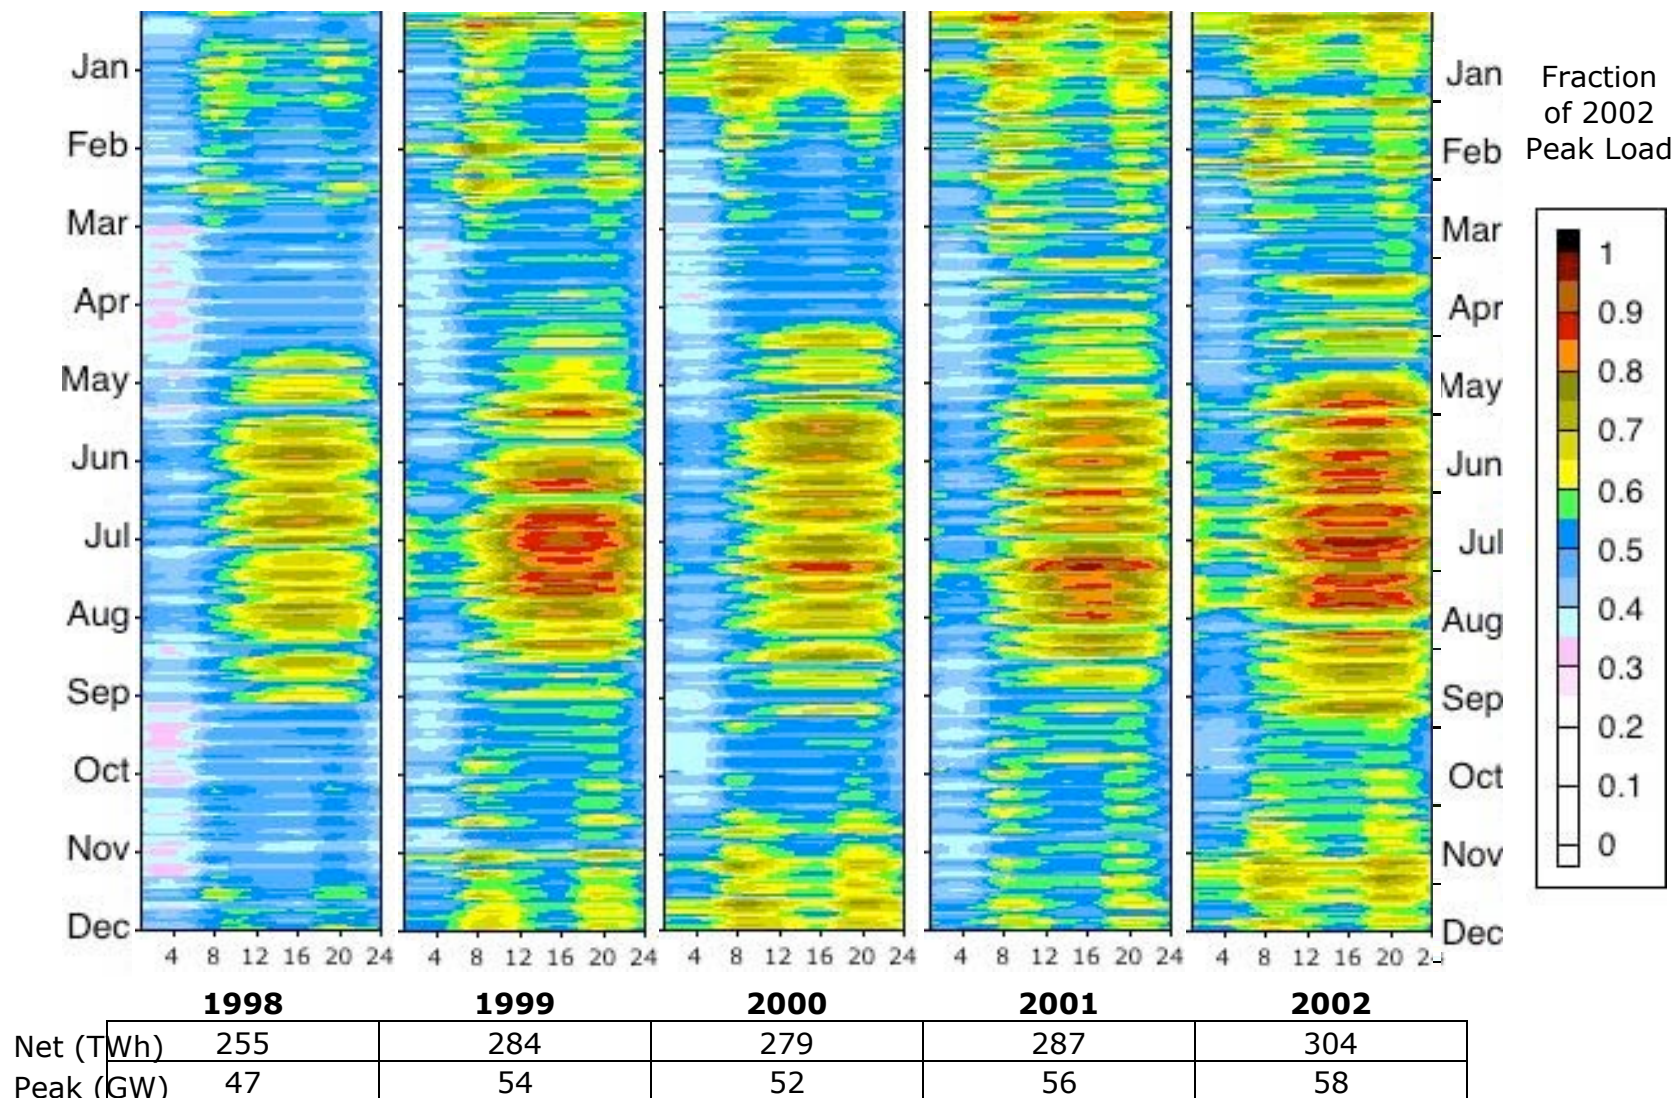 Jan
Feb
Mar
Apr
May
Jun
Jul
Aug
Sep
Oct
Nov
Dec
4 8 12 16 20 24
4 8 12 16 20 24
4 8 12 16 20 24
4 8 12 16 20 24
4 8 12 16 20 24
Jan
Feb
Mar
Apr
May
Jun
Jul
Aug
Sep
Oct
Nov
Dec
Fraction
of 2002
Peak Load
1
0.9
0.8
0.7
0.6
0.5
0.4
0.3
0.2
0.1
0
1998 1999 2000 2001 2002
Net (TWh) 255 284 279 287 304
Peak (GW) 47 54 52 56 58